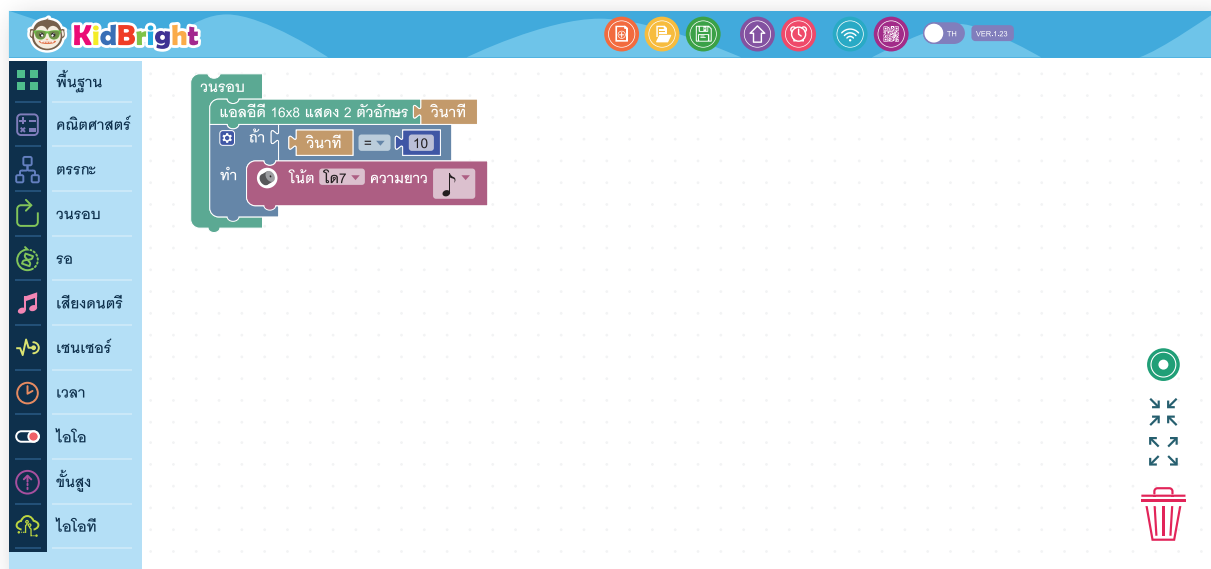 KidBright
TH
VER.1.23
พื้นฐาน
คณิตศาสตร์
ตรรกะ
วนรอบ
รอ
เสียงดนตรี
เซนเซอร์
เวลา
ไอโอ
ขั้นสูง
ไอโอที
วนรอบ
แอลอีดี 16x8 แสดง 2 ตัวอักษร วินาที
ถ้า วินาที = 10
ทำ โน้ต โด7 ความยาว